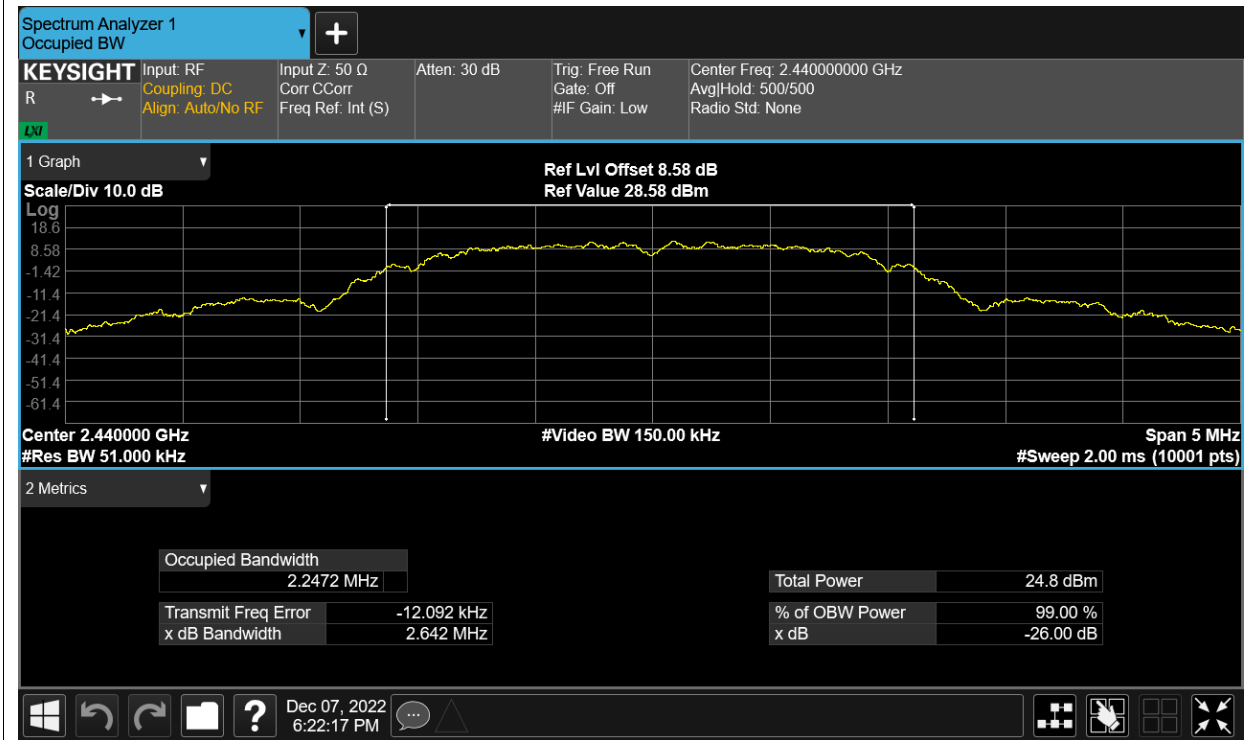 Spectrum Analyzer 1
Occupied BW
KEYSIGHT
R
LXI
Input: RF
Coupling: DC
Align: Auto/No RF
Input Z: 50 Ω
Corr CCorr
Freq Ref: Int (S)
Atten: 30 dB
Trig: Free Run
Gate: Off
#IF Gain: Low
Center Freq: 2.440000000 GHz
Avg|Hold: 500/500
Radio Std: None
1 Graph
Scale/Div 10.0 dB
Ref Lvl Offset 8.58 dB
Ref Value 28.58 dBm
Log
18.6
8.58
-1.42
-11.4
-21.4
-31.4
-41.4
-51.4
-61.4
Center 2.440000 GHz
#Video BW 150.00 kHz
Span 5 MHz
#Res BW 51.000 kHz
#Sweep 2.00 ms (10001 pts)
2 Metrics
Occupied Bandwidth
2.2472 MHz
Total Power 24.8 dBm
Transmit Freq Error -12.092 kHz
% of OBW Power 99.00 %
x dB Bandwidth 2.642 MHz
x dB -26.00 dB
?
Dec 07, 2022
6:22:17 PM